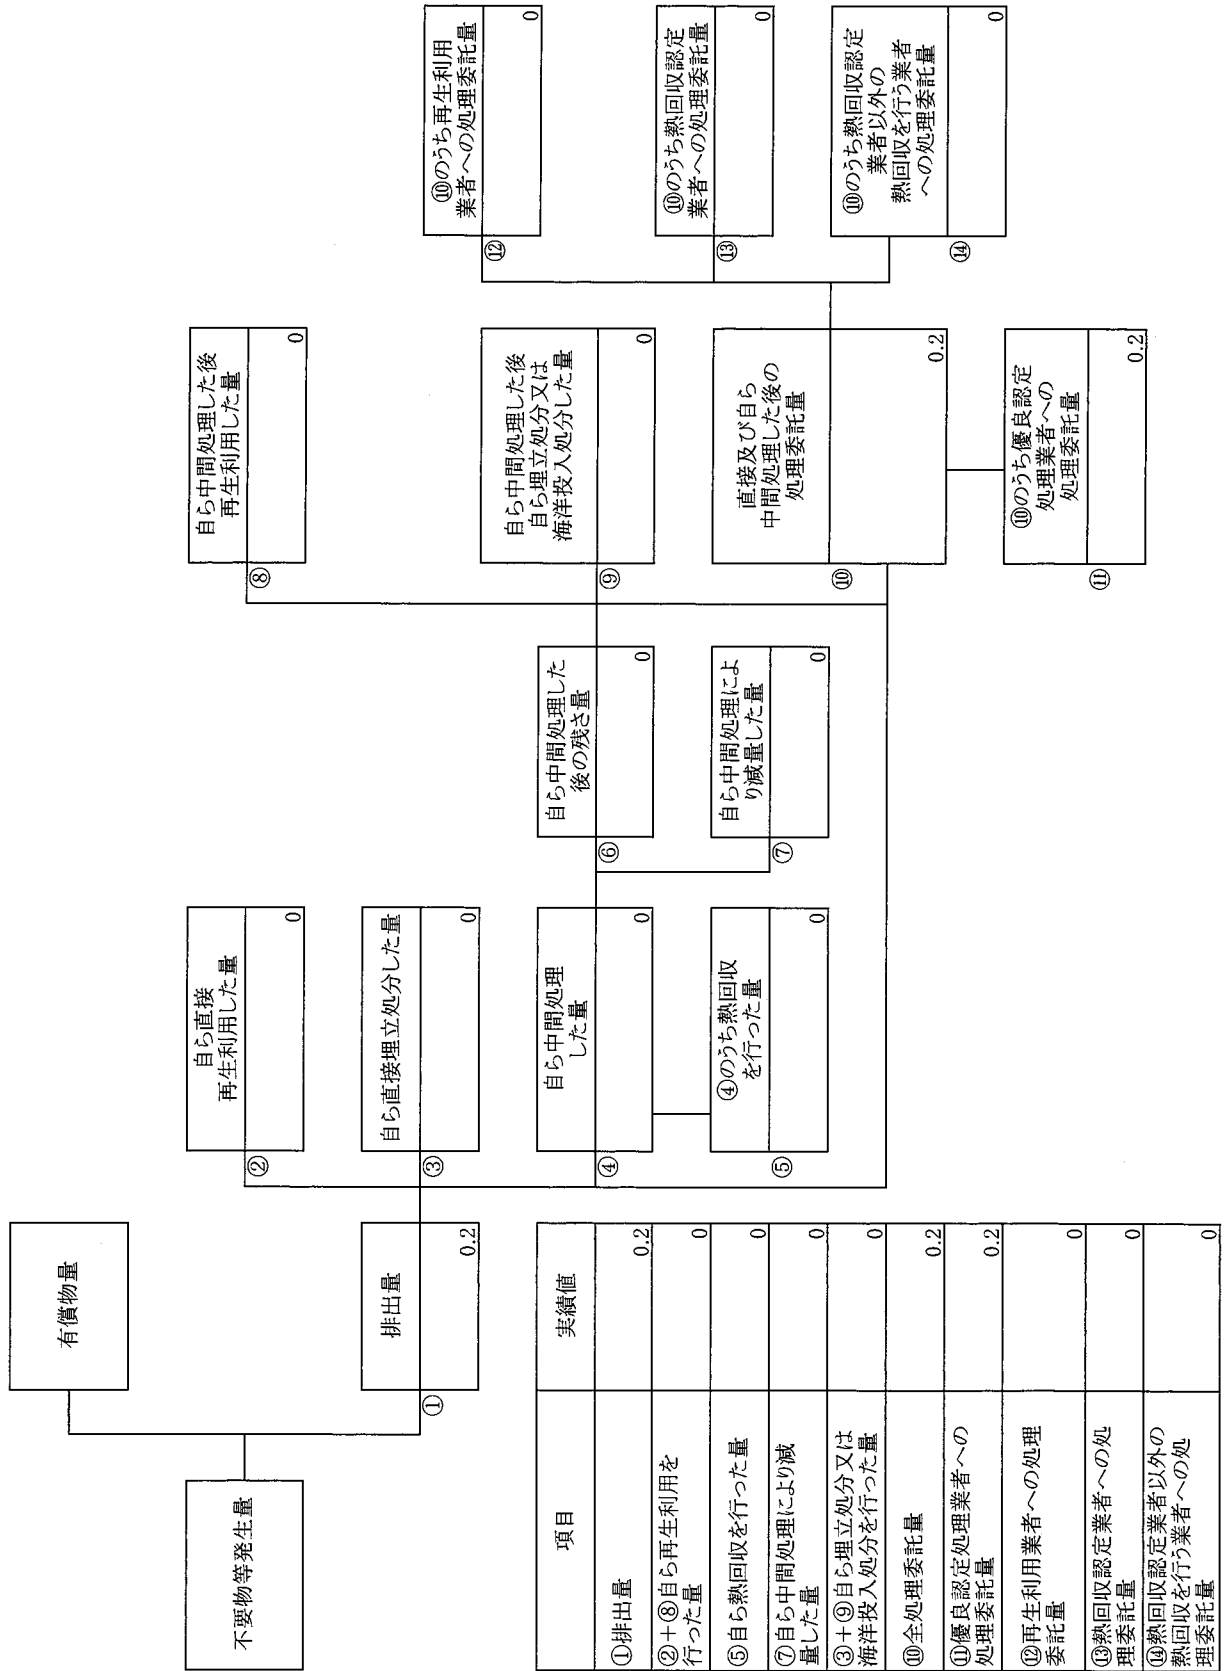 不要物等発生量
有償物量
①
排出量
0.2
②
自ら直接
再生利用した量
0
③
自ら直接埋立処分した量
0
④
自ら中間処理
した量
0
⑤
④のうち熱回収
を行った量
0
⑥
自ら中間処理した
後の残さ量
0
⑦
自ら中間処理によ
り減量した量
0
⑧
自ら中間処理した後
再生利用した量
0
⑨
自ら中間処理した後
自ら埋立処分又は
海洋投入処分した量
0
⑩
直接及び自ら
中間処理した後の
処理委託量
0.2
⑪
⑩のうち優良認定
処理業者への
処理委託量
0.2
⑫
⑩のうち再生利用
業者への処理委託量
0
⑬
⑩のうち熱回収認定
業者への処理委託量
0
⑭
⑩のうち熱回収認定
業者以外の
熱回収を行う業者
への処理委託量
0
項目
実績値
①排出量
0.2
②+⑧自ら再生利用を
行った量
0
⑤自ら熱回収を行った量
0
⑦自ら中間処理により減
量した量
0
③+⑨自ら埋立処分又は
海洋投入処分を行った量
0
⑩全処理委託量
0.2
⑪優良認定処理業者への
処理委託量
0.2
⑫再生利用業者への処理
委託量
0
⑬熱回収認定業者への処
理委託量
0
⑭熱回収認定業者以外の
熱回収を行う業者への処
理委託量
0